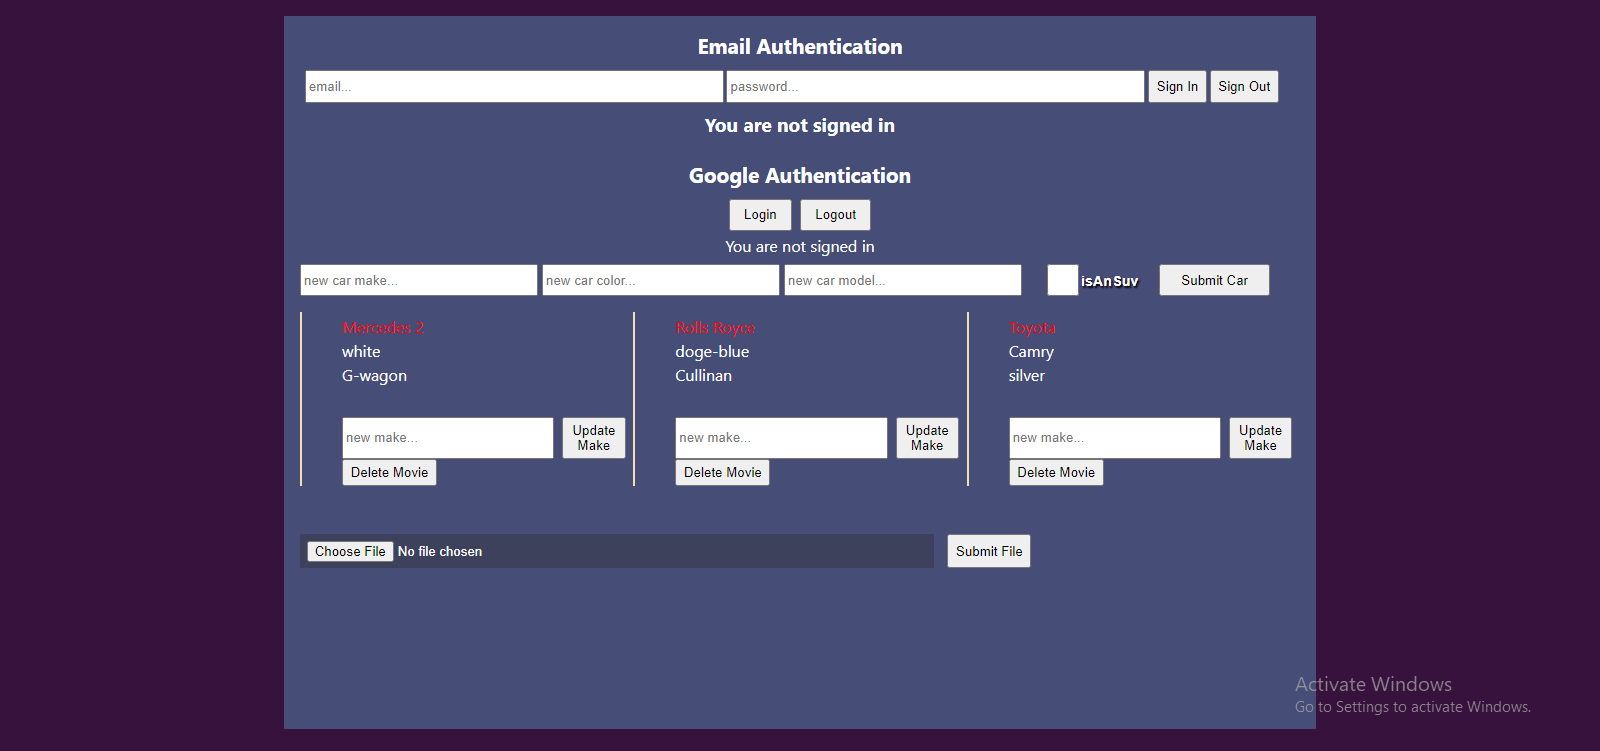 Email Authentication
email... password... Sign In Sign Out
You are not signed in
Google Authentication
Login Logout
You are not signed in
new car make... new car color... new car model... isAnSuv Submit Car
Mercedes 2
white
G-wagon
new make... Update Make
Delete Movie
Rolls Royce
doge-blue
Cullinan
new make... Update Make
Delete Movie
Toyota
Camry
silver
new make... Update Make
Delete Movie
Choose File No file chosen Submit File
Activate Windows
Go to Settings to activate Windows.